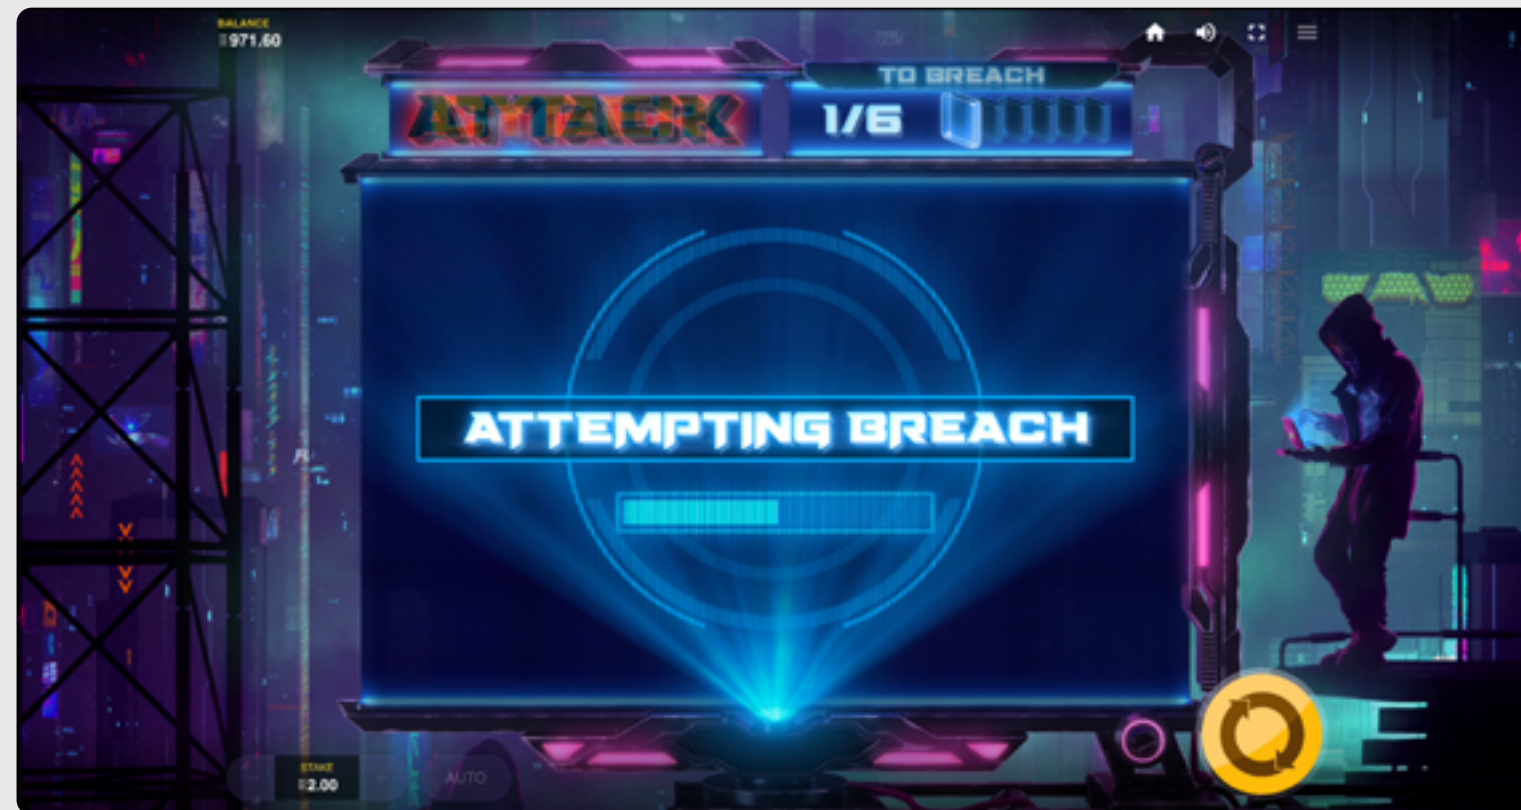 BALANCE
971.60
TO BREACH
ATTACK
1/6
ATTEMPTING BREACH
STAKE
2.00
AUTO